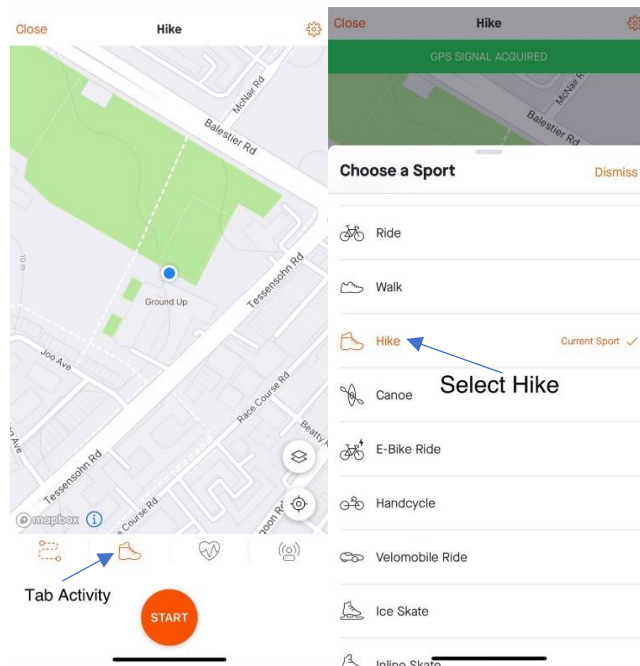 Close Hike
McNair Rd
Balestier Rd
10 m
Ground Up
Tessensohn Rd
Joo Ave
Race Course Rd
Beatty
Tessensohn Rd
Course Rd
goon Rd
mapbox
Tab Activity
START
Close Hike
GPS SIGNAL ACQUIRED
McNair R
Balestier Rd
Choose a Sport Dismiss
Ride
Walk
Hike Current Sport
Select Hike
Canoe
E-Bike Ride
Handcycle
Velomobile Ride
Ice Skate
Inline Skate